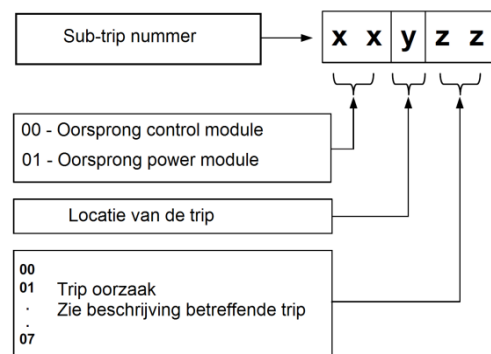 Sub-trip nummer
x x y z z
00 - Oorsprong control module
01 - Oorsprong power module
Locatie van de trip
00
01 Trip oorzaak
. Zie beschrijving betreffende trip
.
07